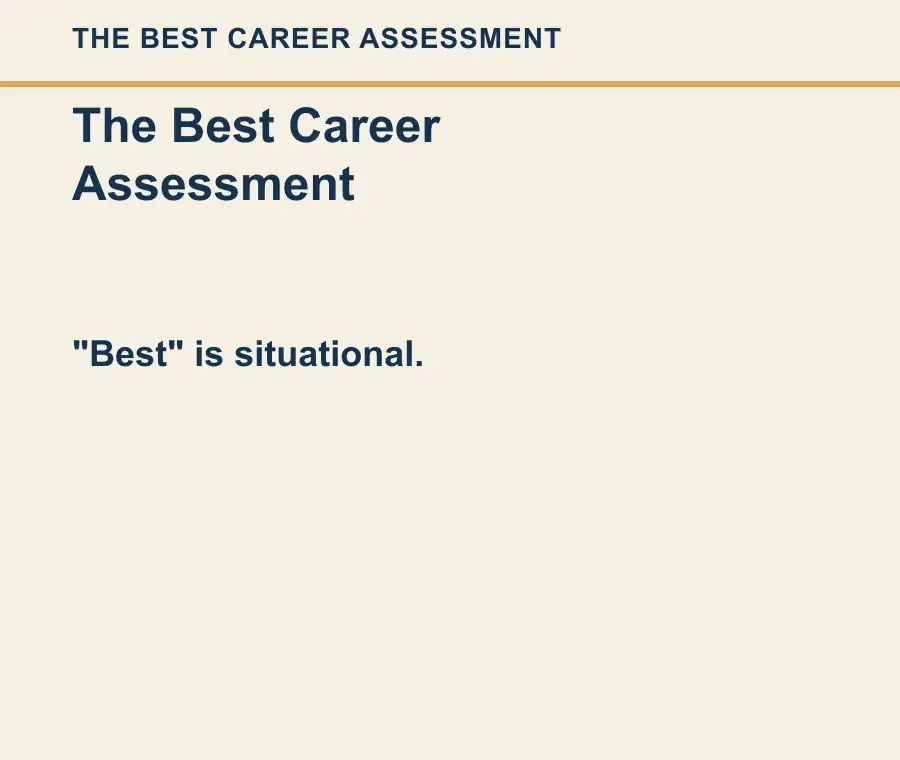 THE BEST CAREER ASSESSMENT
The Best Career
Assessment
"Best" is situational.